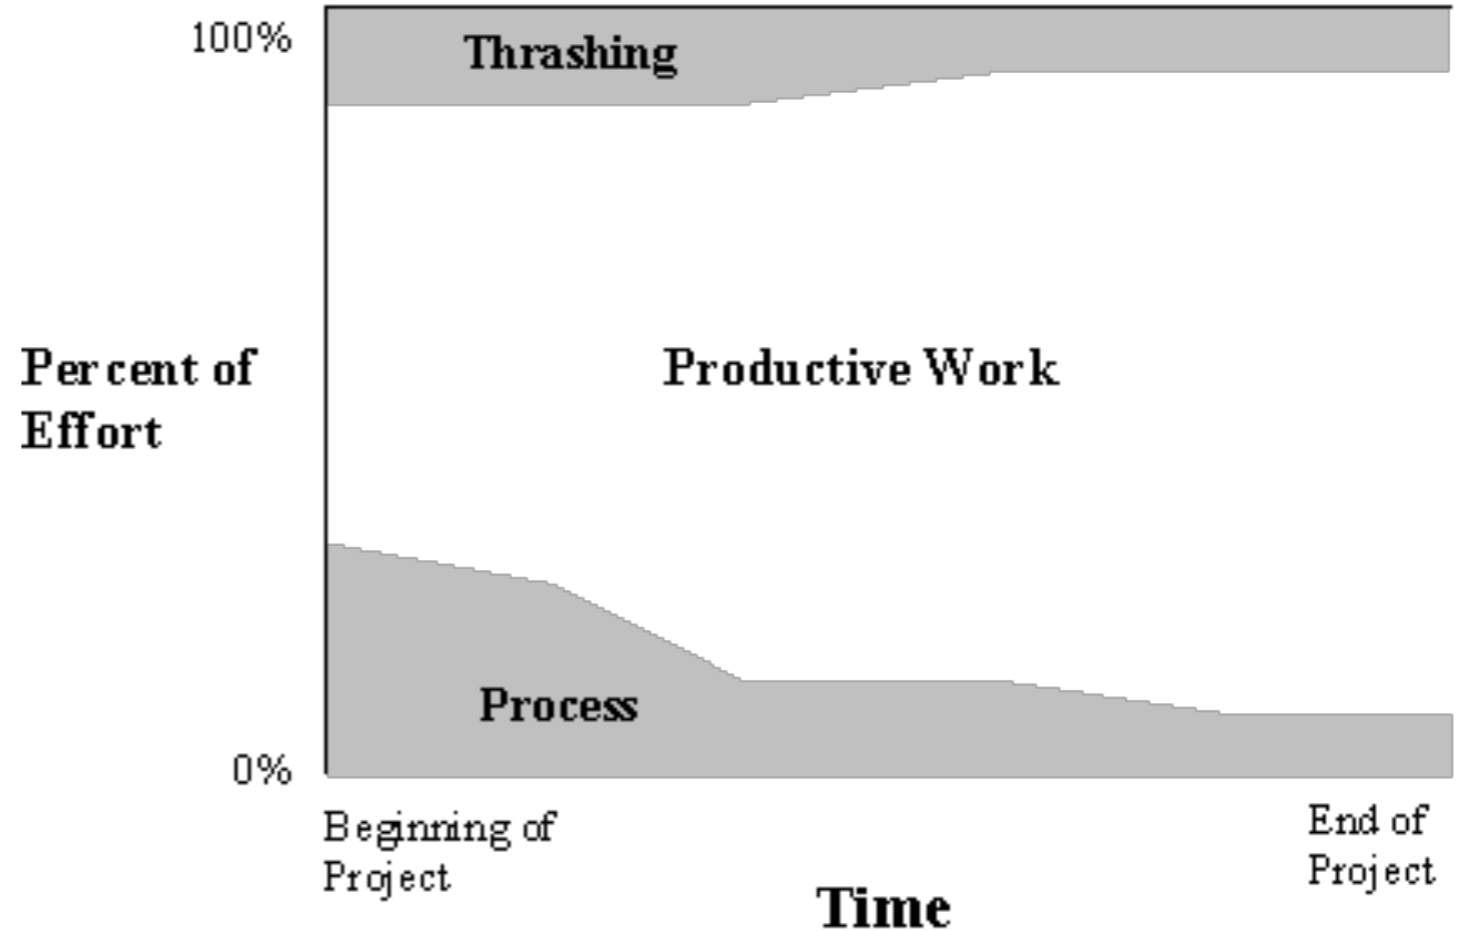 100%
Thrashing
Percent of
Effort
Productive Work
Process
0%
Beginning of
Project
End of
Project
Time